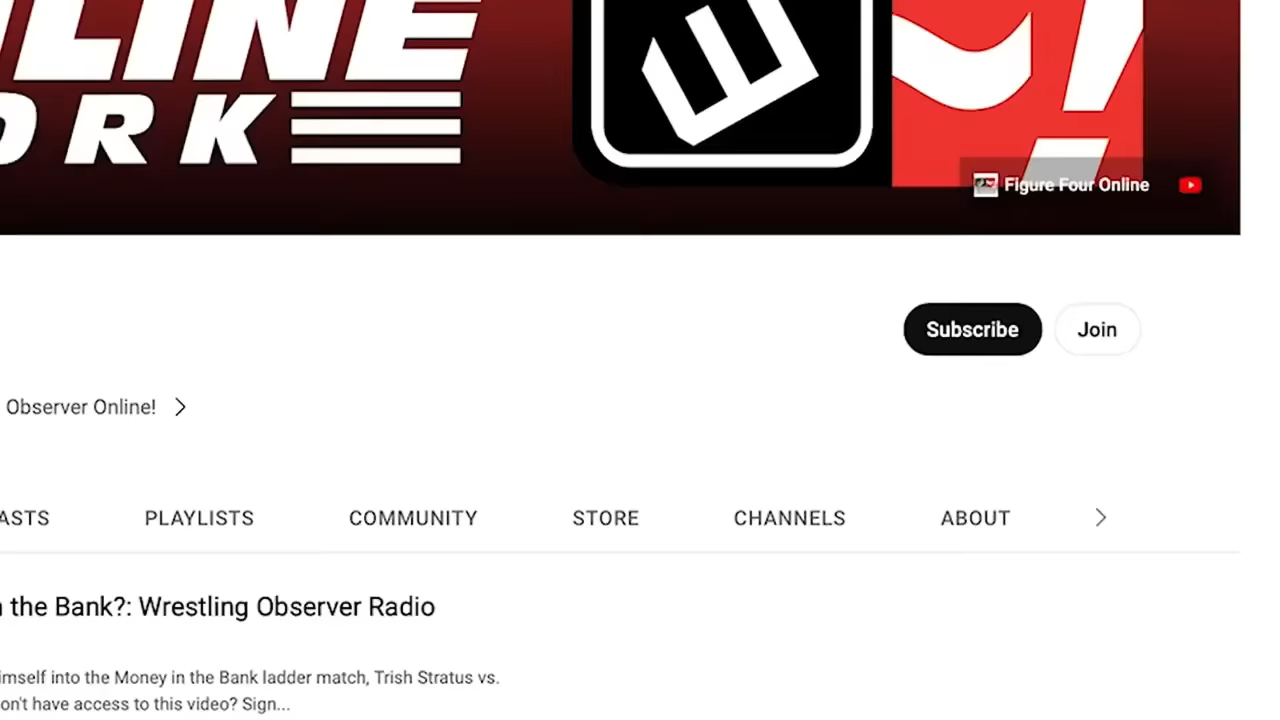 LINE
ORK
Figure Four Online
Subscribe
Join
Observer Online!
ASTS
PLAYLISTS
COMMUNITY
STORE
CHANNELS
ABOUT
the Bank?: Wrestling Observer Radio
imself into the Money in the Bank ladder match, Trish Stratus vs.
on't have access to this video? Sign...